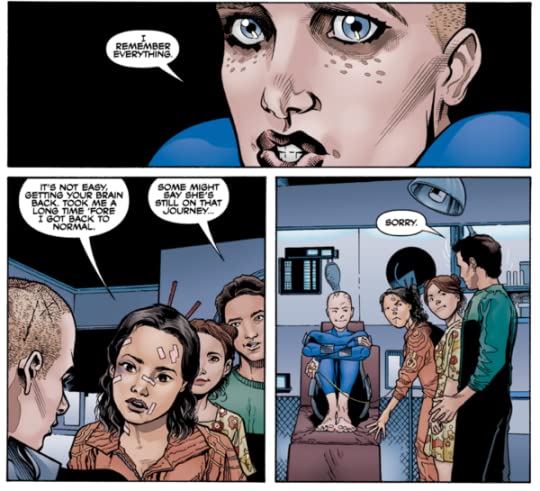 I
REMEMBER
EVERYTHING.
IT'S NOT EASY,
GETTING YOUR BRAIN
BACK. TOOK ME A
LONG TIME 'FORE
I GOT BACK TO
NORMAL.
SOME MIGHT
SAY SHE'S
STILL ON THAT
JOURNEY...
SORRY.